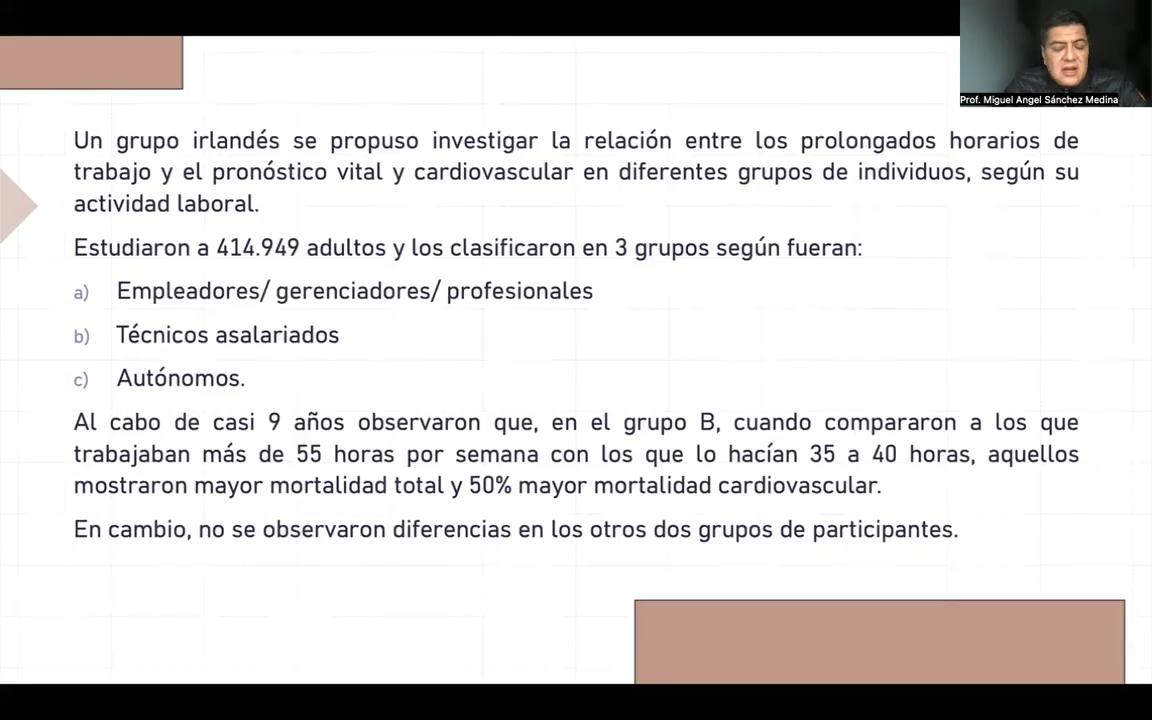 Prof. Miguel Angel Sánchez Medina
Un grupo irlandés se propuso investigar la relación entre los prolongados horarios de
trabajo y el pronóstico vital y cardiovascular en diferentes grupos de individuos, según su
actividad laboral.
Estudiaron a 414.949 adultos y los clasificaron en 3 grupos según fueran:
a) Empleadores/ gerenciadores/ profesionales
b) Técnicos asalariados
c) Autónomos.
Al cabo de casi 9 años observaron que, en el grupo B, cuando compararon a los que
trabajaban más de 55 horas por semana con los que lo hacían 35 a 40 horas, aquellos
mostraron mayor mortalidad total y 50% mayor mortalidad cardiovascular.
En cambio, no se observaron diferencias en los otros dos grupos de participantes.